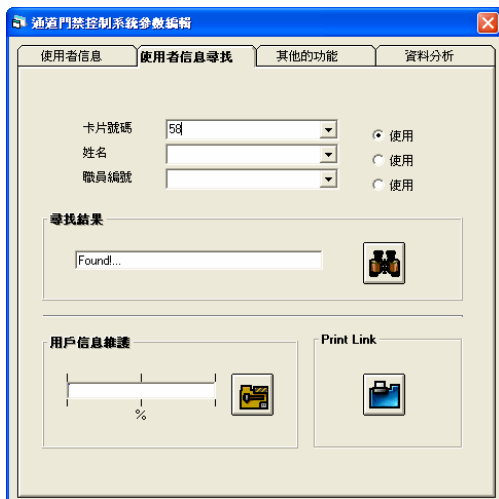 通道門禁控制系統參數編輯
使用者信息 使用者信息尋找 其他的功能 資料分析
卡片號碼 58 使用
姓名 使用
職員編號 使用
尋找結果
Found!...
用戶信息維護 Print Link
%